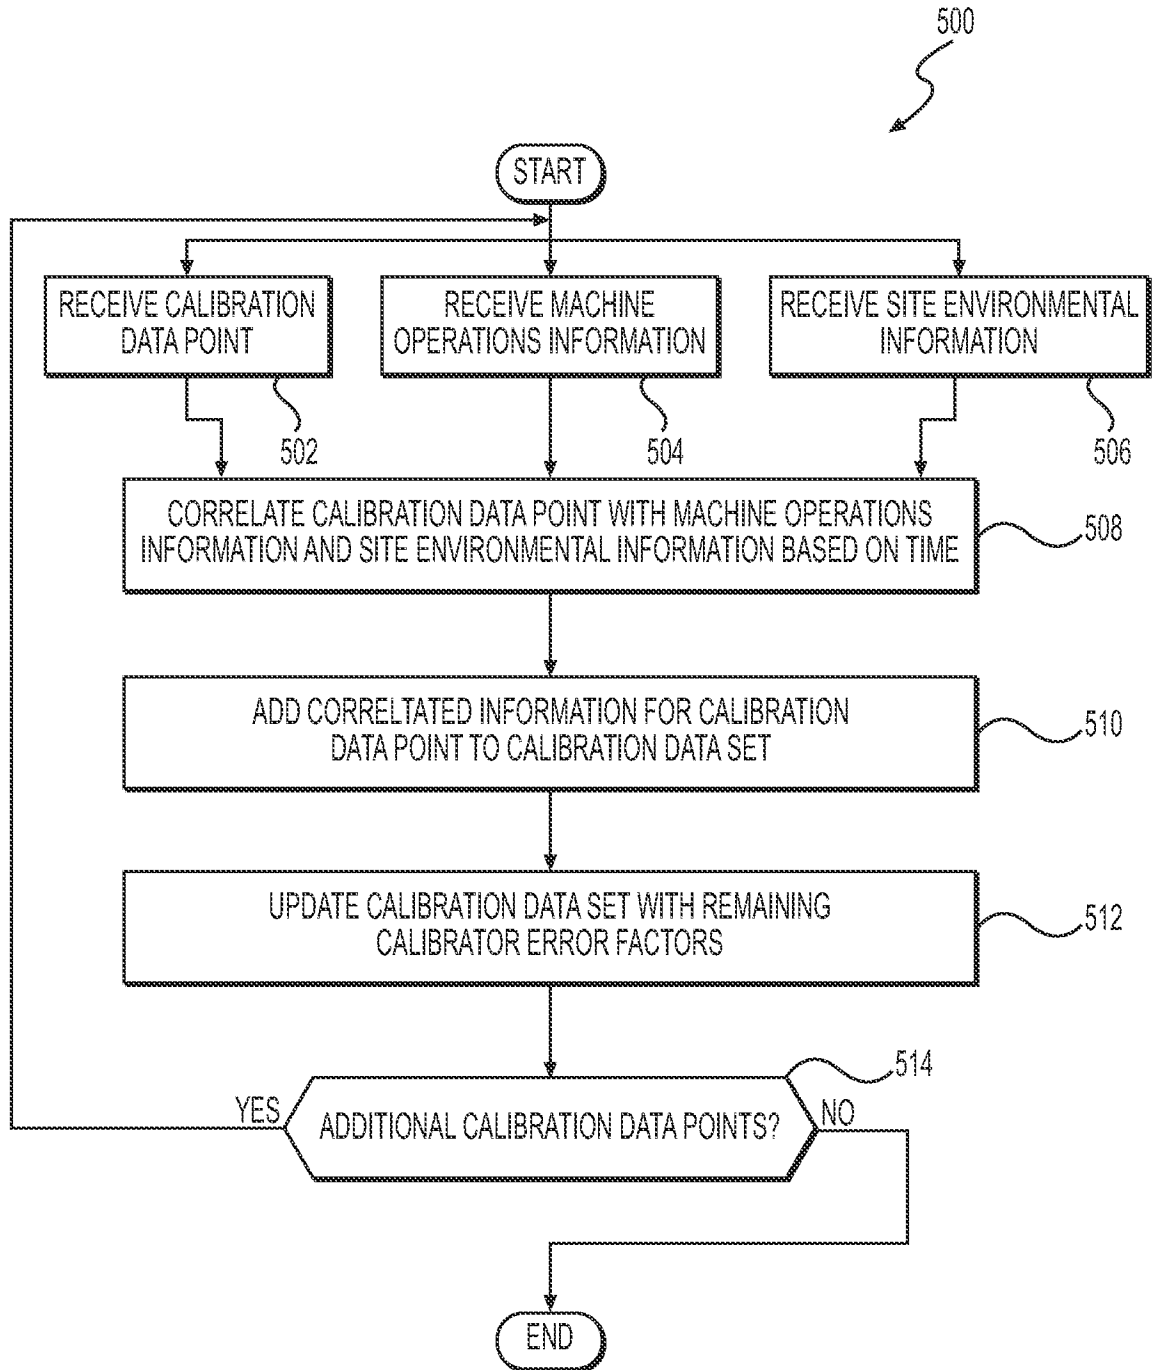 500
START
RECEIVE CALIBRATION
DATA POINT
RECEIVE MACHINE
OPERATIONS INFORMATION
RECEIVE SITE ENVIRONMENTAL
INFORMATION
502
504
506
CORRELATE CALIBRATION DATA POINT WITH MACHINE OPERATIONS
INFORMATION AND SITE ENVIRONMENTAL INFORMATION BASED ON TIME
508
ADD CORRELTATED INFORMATION FOR CALIBRATION
DATA POINT TO CALIBRATION DATA SET
510
UPDATE CALIBRATION DATA SET WITH REMAINING
CALIBRATOR ERROR FACTORS
512
514
YES
ADDITIONAL CALIBRATION DATA POINTS?
NO
END